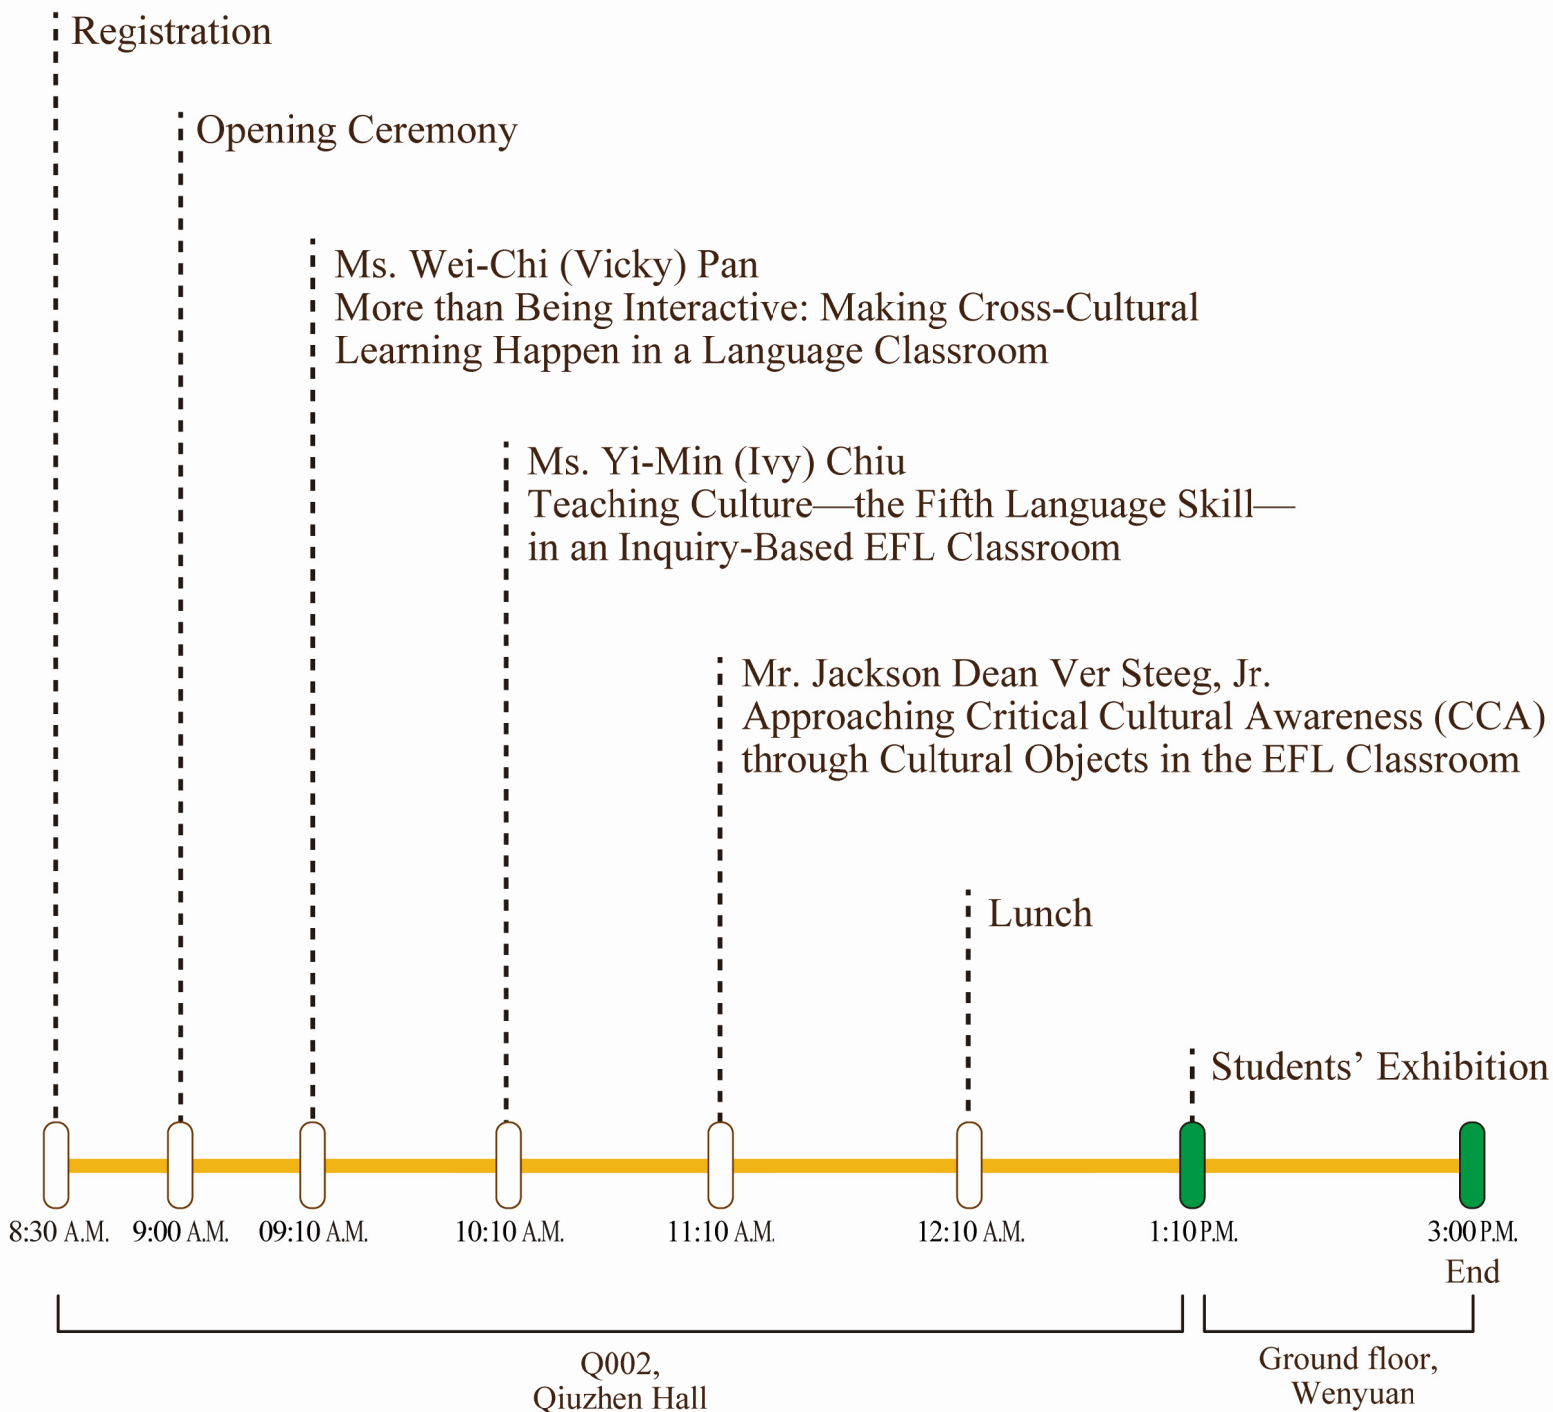 Registration
Opening Ceremony
Ms. Wei-Chi (Vicky) Pan
More than Being Interactive: Making Cross-Cultural
Learning Happen in a Language Classroom
Ms. Yi-Min (Ivy) Chiu
Teaching Culture—the Fifth Language Skill—
in an Inquiry-Based EFL Classroom
Mr. Jackson Dean Ver Steeg, Jr.
Approaching Critical Cultural Awareness (CCA)
through Cultural Objects in the EFL Classroom
Lunch
Students’ Exhibition
8:30 A.M. 9:00 A.M. 09:10 A.M. 10:10 A.M. 11:10 A.M. 12:10 A.M. 1:10 P.M. 3:00 P.M.
End
Q002,
Qiuzhen Hall
Ground floor,
Wenyuan